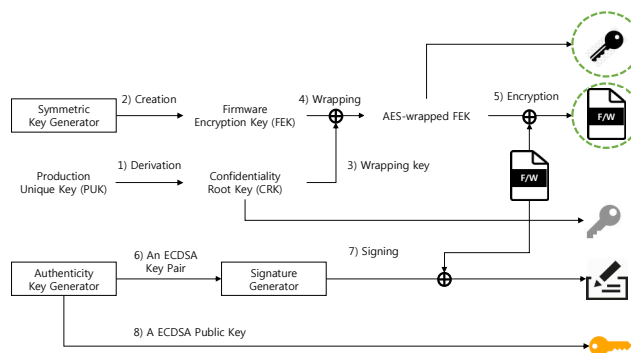 2) Creation
4) Wrapping
5) Encryption
Symmetric
Key Generator
Firmware
Encryption Key (FEK)
AES-wrapped FEK
F/W
1) Derivation
3) Wrapping key
Production
Unique Key (PUK)
Confidentiality
Root Key (CRK)
F/W
6) An ECDSA
Key Pair
7) Signing
Authenticity
Key Generator
Signature
Generator
8) A ECDSA Public Key